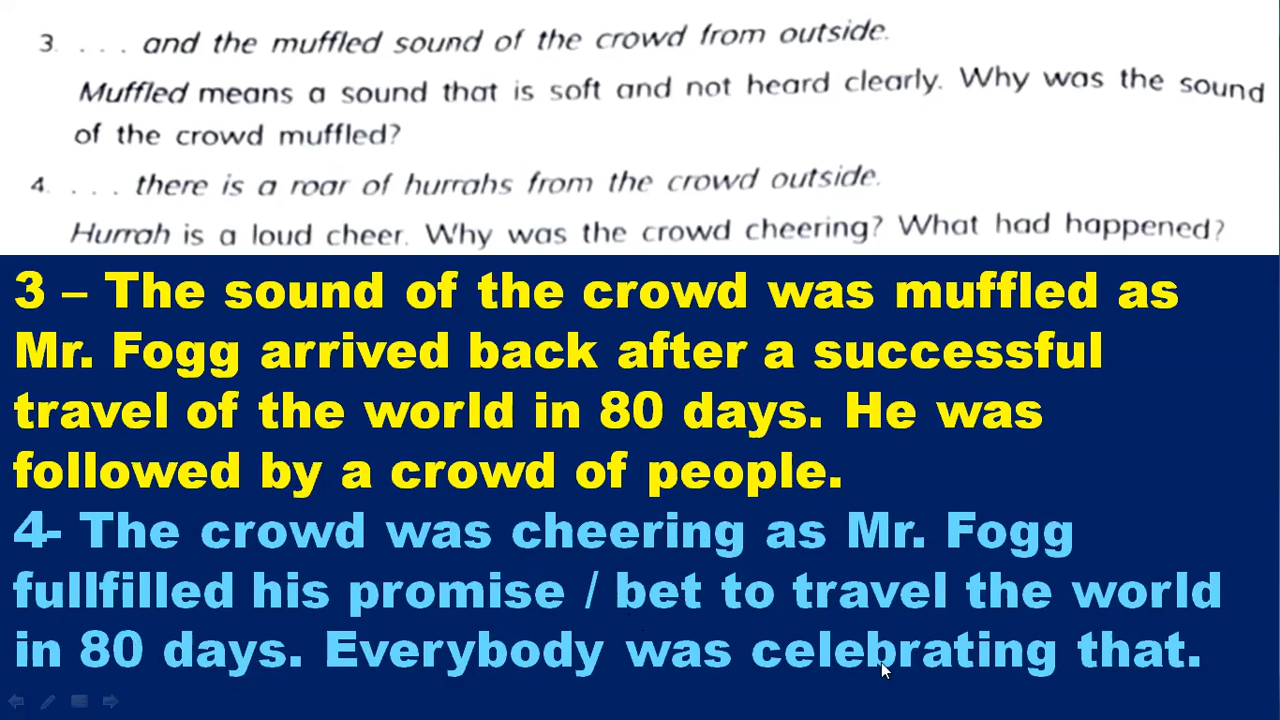 3. . . . and the muffled sound of the crowd from outside.
Muffled means a sound that is soft and not heard clearly. Why was the sound
of the crowd muffled?
4. . . . there is a roar of hurrahs from the crowd outside.
Hurrah is a loud cheer. Why was the crowd cheering? What had happened?
3 – The sound of the crowd was muffled as
Mr. Fogg arrived back after a successful
travel of the world in 80 days. He was
followed by a crowd of people.
4- The crowd was cheering as Mr. Fogg
fullfilled his promise / bet to travel the world
in 80 days. Everybody was celebrating that.